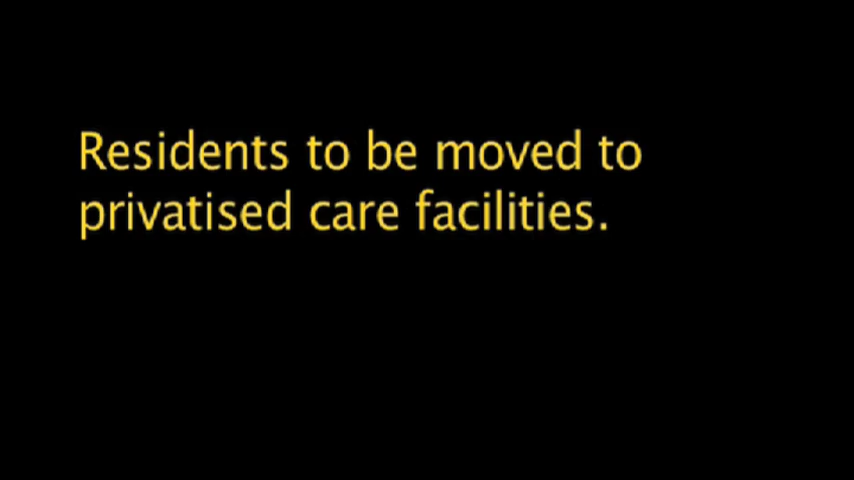 Residents to be moved to
privatised care facilities.